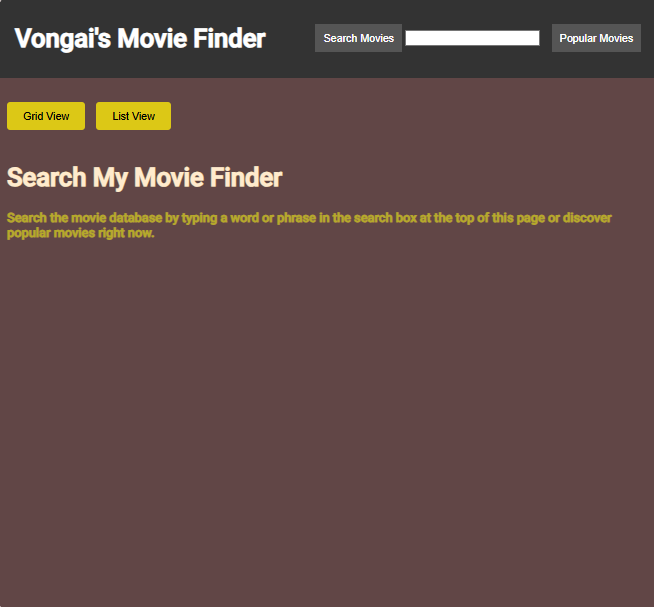 Vongai's Movie Finder
Search Movies
Popular Movies
Grid View
List View
Search My Movie Finder
Search the movie database by typing a word or phrase in the search box at the top of this page or discover
popular movies right now.